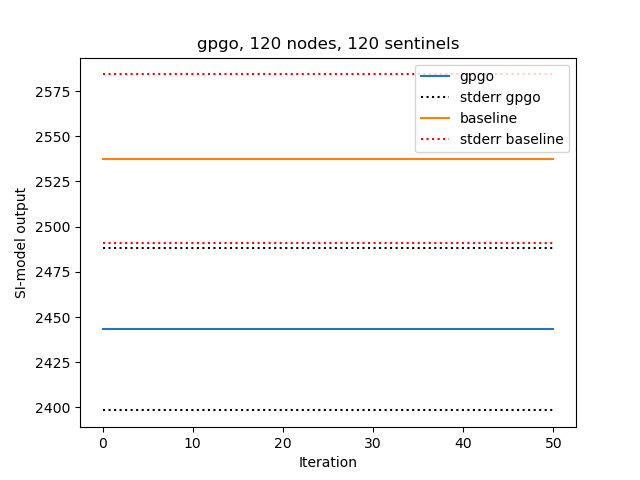 gpgo, 120 nodes, 120 sentinels
gpgo
stderr gpgo
baseline
stderr baseline
SI-model output
2575
2550
2525
2500
2475
2450
2425
2400
0 10 20 30 40 50
Iteration